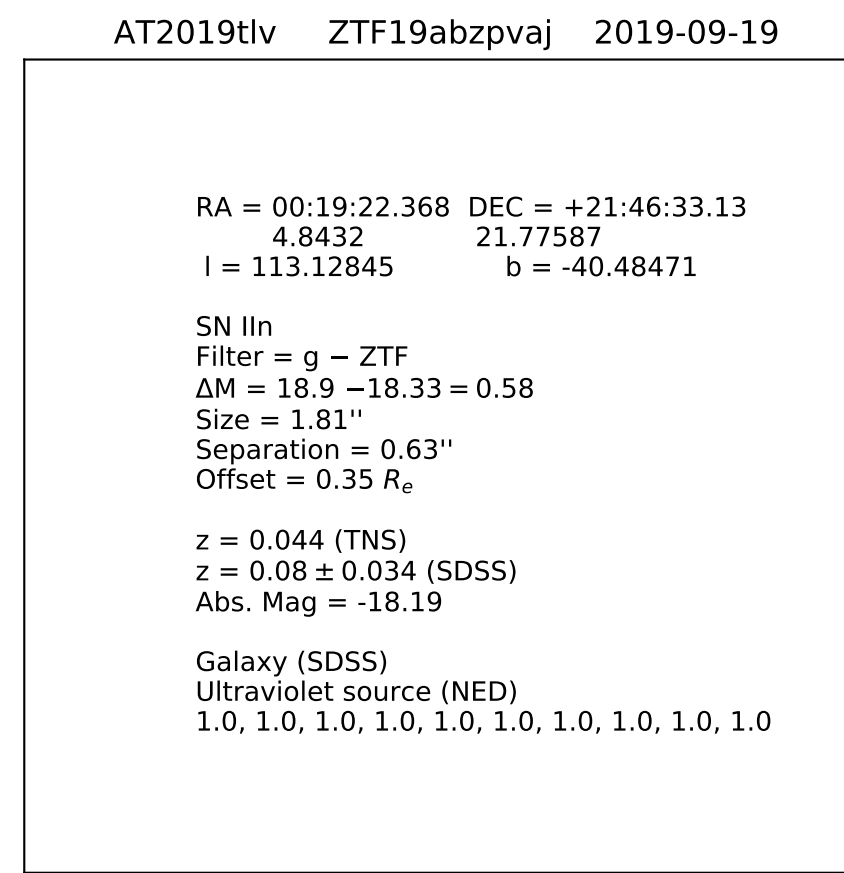 AT2019tlv ZTF19abzpvaj 2019-09-19
RA = 00:19:22.368 DEC = +21:46:33.13
4.8432 21.77587
l = 113.12845 b = -40.48471
SN IIn
Filter = g − ZTF
ΔM = 18.9 −18.33 = 0.58
Size = 1.81''
Separation = 0.63''
Offset = 0.35 Re
z = 0.044 (TNS)
z = 0.08 ± 0.034 (SDSS)
Abs. Mag = -18.19
Galaxy (SDSS)
Ultraviolet source (NED)
1.0, 1.0, 1.0, 1.0, 1.0, 1.0, 1.0, 1.0, 1.0, 1.0